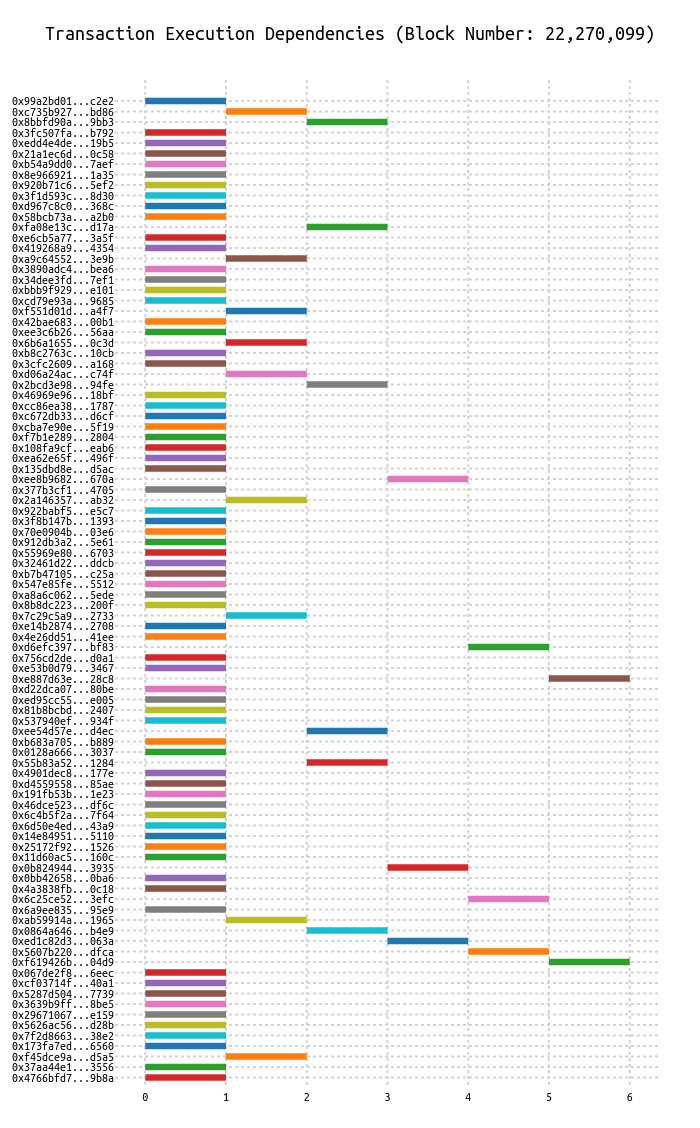 Transaction Execution Dependencies (Block Number: 22,270,099)
0x99a2bd01...c2e2
0xc735b927...bd86
0x8bbfd90a...9bb3
0x3fc507fa...b792
0xedd4e4de...19b5
0x21a1ec6d...0c58
0xb54a9dd0...7aef
0x8e966921...1a35
0x920b71c6...5ef2
0x3f1d593c...8d30
0xd967c8c0...368c
0x58bcb73a...a2b0
0xfa08e13c...d17a
0xe6cb5a77...3a5f
0x419268a9...4354
0xa9c64552...3e9b
0x3890adc4...bea6
0x34dee3fd...7ef1
0xbbb9f929...e101
0xcd79e93a...9685
0xf551d01d...a4f7
0x42bae683...00b1
0xee3c6b26...56aa
0x6b6a1655...0c3d
0xb8c2763c...10cb
0x3cfc2609...a168
0xd06a24ac...c74f
0x2bcd3e98...94fe
0x46969e96...18bf
0xcc86ea38...1787
0xc672db33...d6cf
0xcba7e90e...5f19
0xf7b1e289...2804
0x108fa9cf...eab6
0xea62e65f...496f
0x135dbd8e...d5ac
0xee8b9682...670a
0x377b3cf1...4705
0x2a146357...ab32
0x922babf5...e5c7
0x3f8b147b...1393
0x70e0904b...03e6
0x912db3a2...5e61
0x55969e80...6703
0x32461d22...ddcb
0xb7b47105...c25a
0x547e85fe...5512
0xa8a6c062...5ede
0x8b8dc223...200f
0x7c29c5a9...2733
0xe14b2874...2708
0x4e26dd51...41ee
0xd6efc397...bf83
0x756cd2de...d0a1
0xe53b0d79...3467
0xe887d63e...28c8
0xd22dca07...80be
0xed95cc55...e005
0x81b8bcbd...2407
0x537940ef...934f
0xee54d57e...d4ec
0xb683a705...b889
0x0128a666...3037
0x55b83a52...1284
0x4901dec8...177e
0xd4559558...85ae
0x191fb53b...1e23
0x46dce523...df6c
0x6c4b5f2a...7f64
0x6d50e4ed...43a9
0x14e84951...5110
0x25172f92...1526
0x11d60ac5...160c
0x0b824944...3935
0x0bb42658...0ba6
0x4a3838fb...0c18
0x6c25ce52...3efc
0x6a9ee835...95e9
0xab59914a...1965
0x0864a646...b4e9
0xed1c82d3...063a
0x5607b220...dfca
0xf619426b...04d9
0x067de2f8...6eec
0xcf03714f...40a1
0x5287d504...7739
0x3639b9ff...8be5
0x29671067...e159
0x5626ac56...d28b
0x7f2d8663...38e2
0x173fa7ed...6560
0xf45dce9a...d5a5
0x37aa44e1...3556
0x4766bfd7...9b8a
0 1 2 3 4 5 6